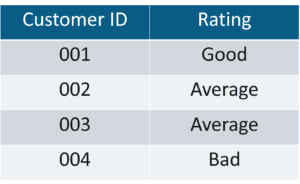 Customer ID Rating
001 Good
002 Average
003 Average
004 Bad